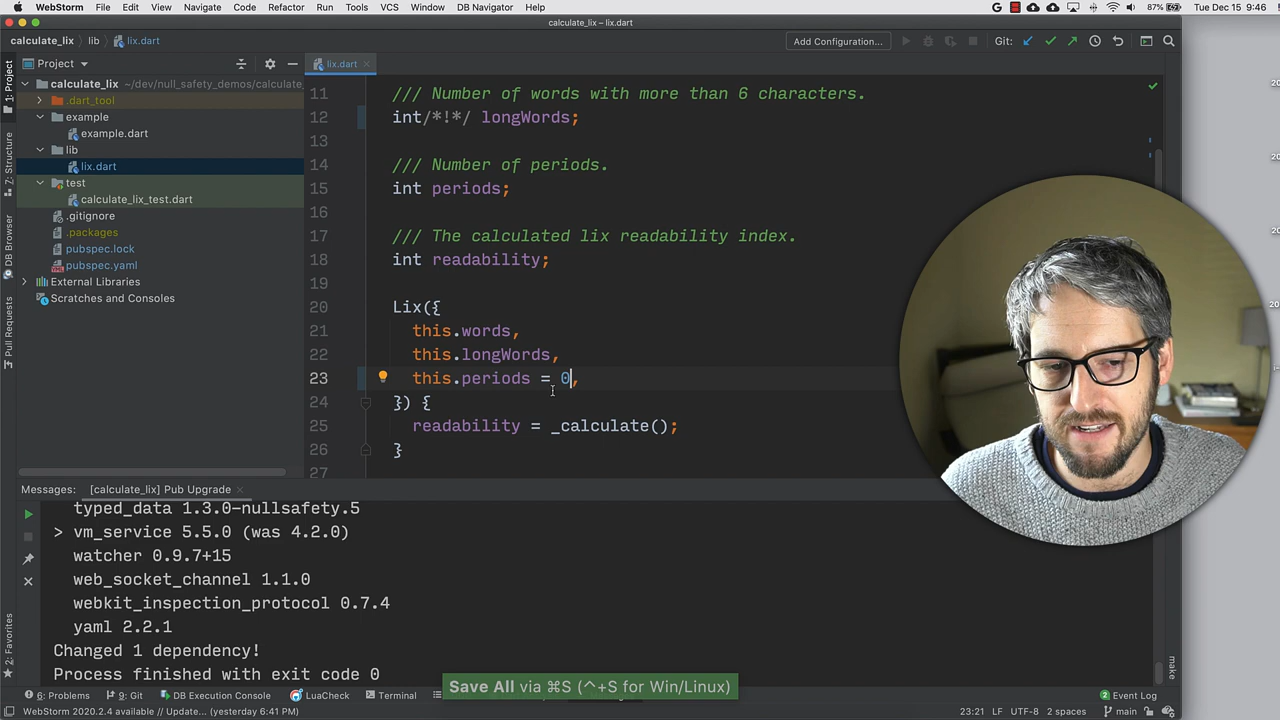 WebStorm File Edit View Navigate Code Refactor Run Tools VCS Window DB Navigator Help 87% Tue Dec 15 9:46
calculate_lix – lix.dart
calculate_lix lib lix.dart Add Configuration... Git:
Project lix.dart
1: Project
calculate_lix ~/dev/null_safety_demos/calculate_
.dart_tool
example
example.dart
lib
lix.dart
test
calculate_lix_test.dart
.gitignore
.packages
pubspec.lock
pubspec.yaml
External Libraries
Scratches and Consoles
7: Structure
DB Browser
Pull Requests
2: Favorites
11 /// Number of words with more than 6 characters.
12 int/*!*/ longWords;
13
14 /// Number of periods.
15 int periods;
16
17 /// The calculated lix readability index.
18 int readability;
19
20 Lix({
21 this.words,
22 this.longWords,
23 this.periods = 0,
24 }) {
25 readability = _calculate();
26 }
27
Messages: [calculate_lix] Pub Upgrade
typed_data 1.3.0-nullsafety.5
> vm_service 5.5.0 (was 4.2.0)
watcher 0.9.7+15
web_socket_channel 1.1.0
webkit_inspection_protocol 0.7.4
yaml 2.2.1
Changed 1 dependency!
Process finished with exit code 0
make
Save All via ⌘S (^+S for Win/Linux)
6: Problems 9: Git DB Execution Console LuaCheck Terminal Event Log
WebStorm 2020.2.4 available // Update... (yesterday 6:41 PM) 23:21 LF UTF-8 2 spaces main